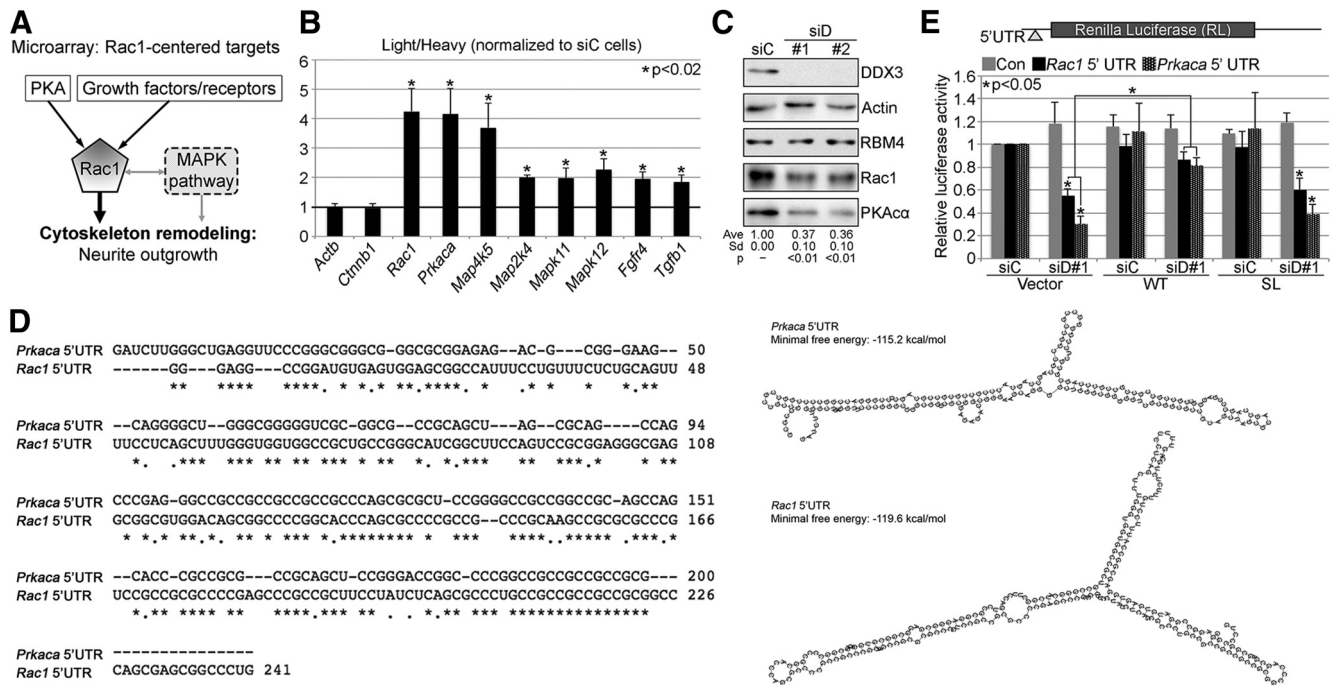 A
Microarray: Rac1-centered targets
PKA
Growth factors/receptors
Rac1
MAPK
pathway
Cytoskeleton remodeling:
Neurite outgrowth
B
Light/Heavy (normalized to siC cells)
*p<0.02
6
5
4
3
2
1
0
Actb
Ctnnb1
Rac1
Prkaca
Map4k5
Map2k4
Mapk11
Mapk12
Fgfr4
Tgfb1
C
siD
siC #1 #2
DDX3
Actin
RBM4
Rac1
PKAcα
Ave 1.00 0.37 0.36
Sd 0.00 0.10 0.10
p – <0.01 <0.01
E
5'UTR
Renilla Luciferase (RL)
Con Rac1 5' UTR Prkaca 5' UTR
*p<0.05
Relative luciferase activity
1.6
1.4
1.2
1
0.8
0.6
0.4
0.2
0
siC siD#1 siC siD#1 siC siD#1
Vector WT SL
D
Prkaca 5'UTR GAUCUUGGGCUGAGGUUCCCGGGCGGGCG-GGCGCGGAGAG--ACG---CGG-GAAG-- 50
Rac1 5'UTR ------GG---GAGG---CCGGAUGUGAGUGGAGCGGCCAUUUCCUGUUUCUCUGCAGUU 48
Prkaca 5'UTR --CAGGGGCU--GGGGCGGGGGUCGC-GGCG--CCGCAGCU---AG--CGCAG----CCAG 94
Rac1 5'UTR UUCCUCAGCUUUGGGUGGUGGCCGCUGCCGGGCAUCGGCUUCCAGUCCGCGGAGGGCGAG 108
Prkaca 5'UTR CCCGAGG-GGCCGCCGCCGCCGCCGCCCAGCGCGCU-CCGGGGCCGCCGGCCGC-AGCCAG 151
Rac1 5'UTR GCGGCGUGGACAGCGGCCCCGGCACCCAGCGCCCCGCCG--CCCGCAAGCCGCGCGCCCG 166
Prkaca 5'UTR --CACC-CGCCGCG---CCGCAGCU-CCGGGACCGGC-CCCGGCCGCCGCCGCCGCG--- 200
Rac1 5'UTR UCCGCCGCGCCCCGAGCCCGCCGCUUCCUAUCUCAGCGCCCUGCCGCCGCCGCCGCGGCC 226
Prkaca 5'UTR ---------------
Rac1 5'UTR CAGCGAGCGGCCCUG 241
Prkaca 5'UTR
Minimal free energy: -115.2 kcal/mol
Rac1 5'UTR
Minimal free energy: -119.6 kcal/mol